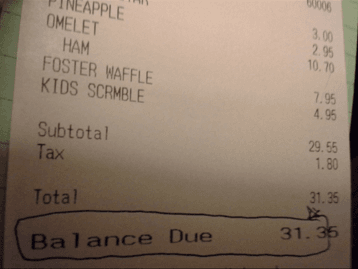 PINEAPPLE 3.00
OMELET 2.95
HAM 10.70
FOSTER WAFFLE 7.95
KIDS SCRMBLE 4.95
Subtotal 29.55
Tax 1.80
Total 31.35
Balance Due 31.35